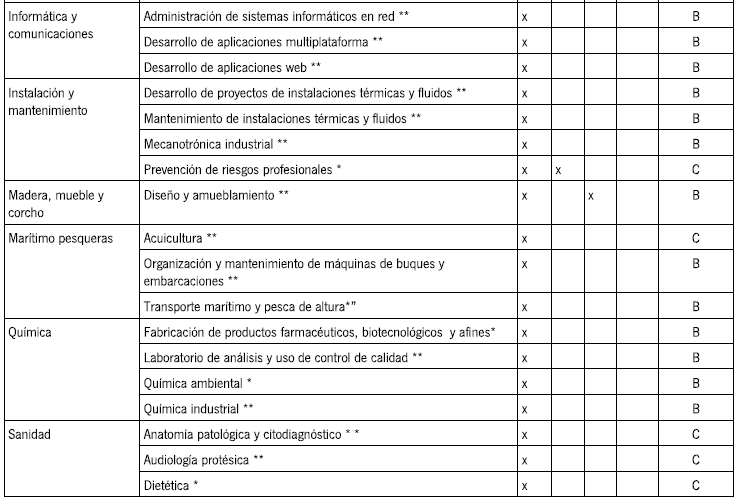 Informática y comunicaciones Administración de sistemas informáticos en red ** x B
Desarrollo de aplicaciones multiplataforma ** x B
Desarrollo de aplicaciones web ** x B
Instalación y mantenimiento Desarrollo de proyectos de instalaciones térmicas y fluidos ** x B
Mantenimiento de instalaciones térmicas y fluidos ** x B
Mecanotrónica industrial ** x B
Prevención de riesgos profesionales * x x C
Madera, mueble y corcho Diseño y amueblamiento ** x x B
Marítimo pesqueras Acuicultura ** x C
Organización y mantenimiento de máquinas de buques y embarcaciones ** x B
Transporte marítimo y pesca de altura*” x B
Química Fabricación de productos farmacéuticos, biotecnológicos y afines* x B
Laboratorio de análisis y uso de control de calidad ** x B
Química ambiental * x B
Química industrial ** x B
Sanidad Anatomía patológica y citodiagnóstico * * x C
Audiología protésica ** x C
Dietética * x C